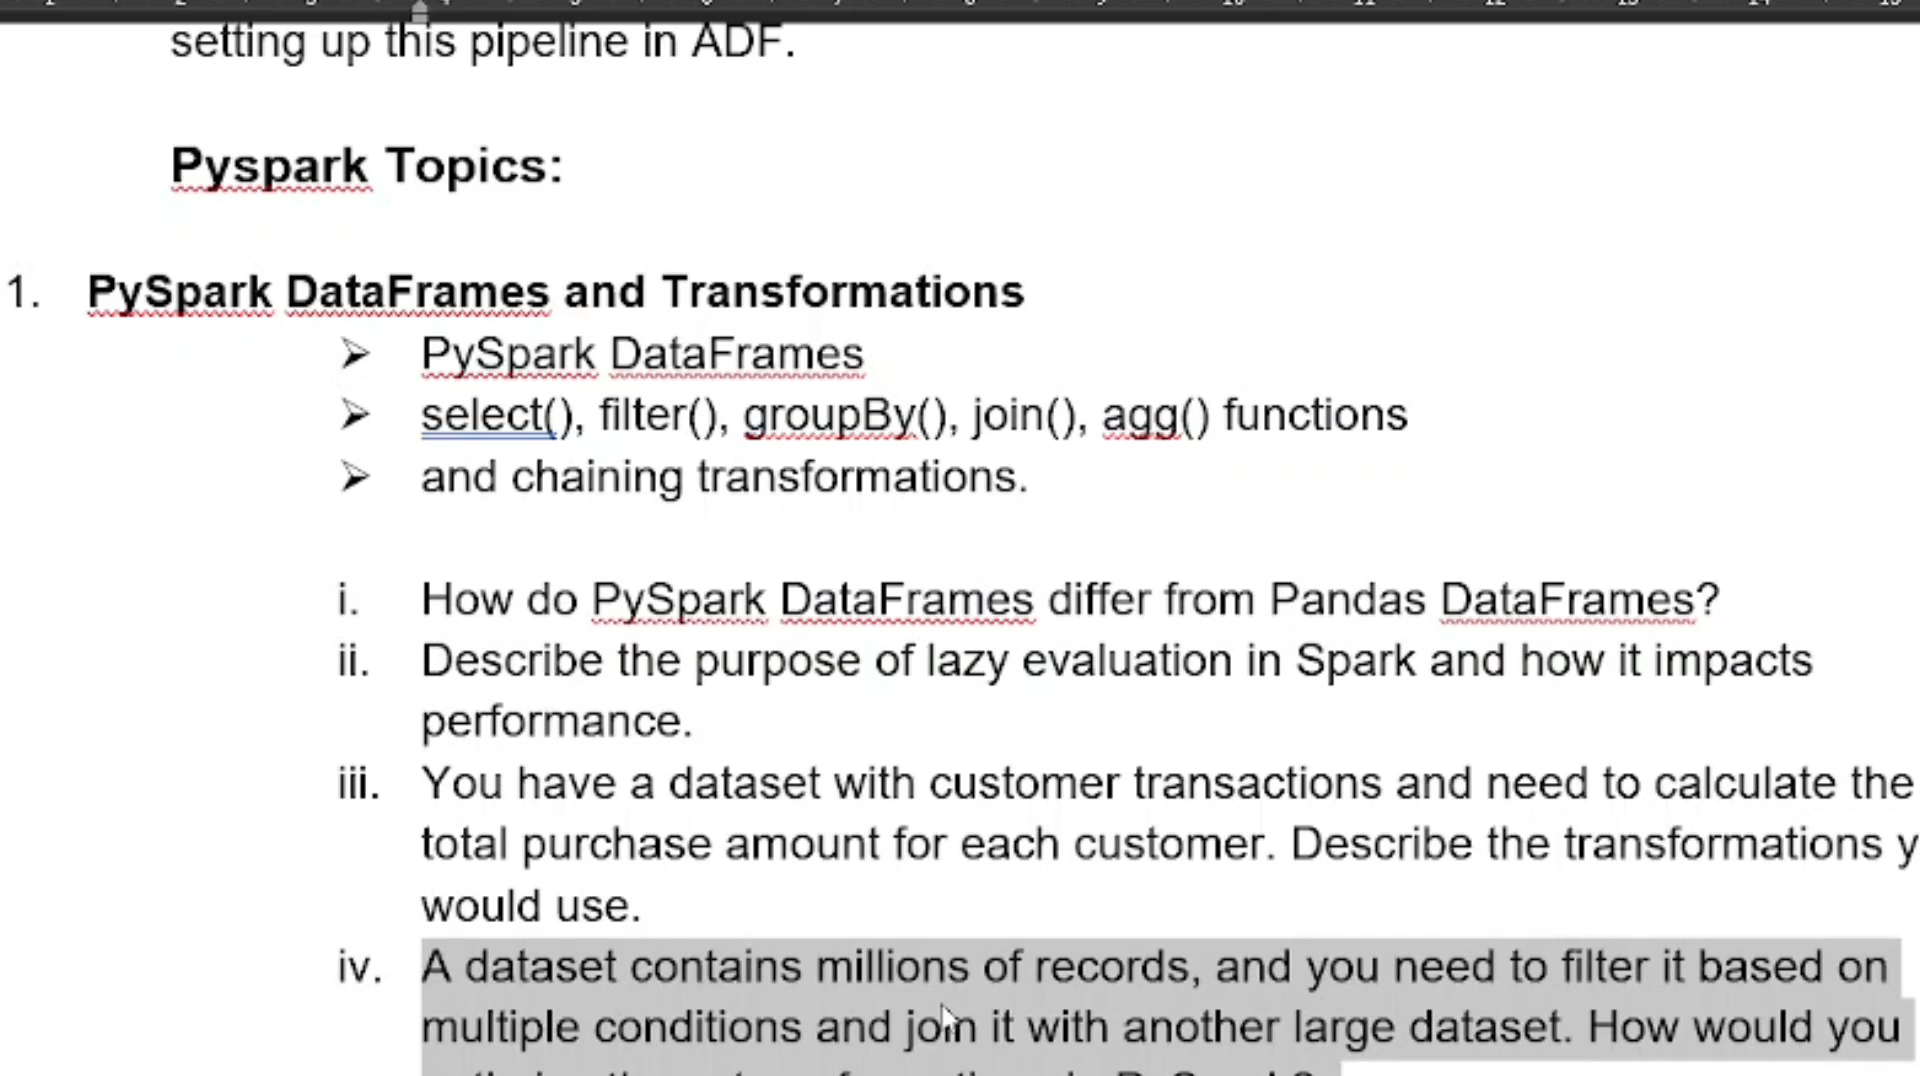 setting up this pipeline in ADF.
Pyspark Topics:
1. PySpark DataFrames and Transformations
➢ PySpark DataFrames
➢ select(), filter(), groupBy(), join(), agg() functions
➢ and chaining transformations.
i. How do PySpark DataFrames differ from Pandas DataFrames?
ii. Describe the purpose of lazy evaluation in Spark and how it impacts
performance.
iii. You have a dataset with customer transactions and need to calculate the
total purchase amount for each customer. Describe the transformations y
would use.
iv. A dataset contains millions of records, and you need to filter it based on
multiple conditions and join it with another large dataset. How would you